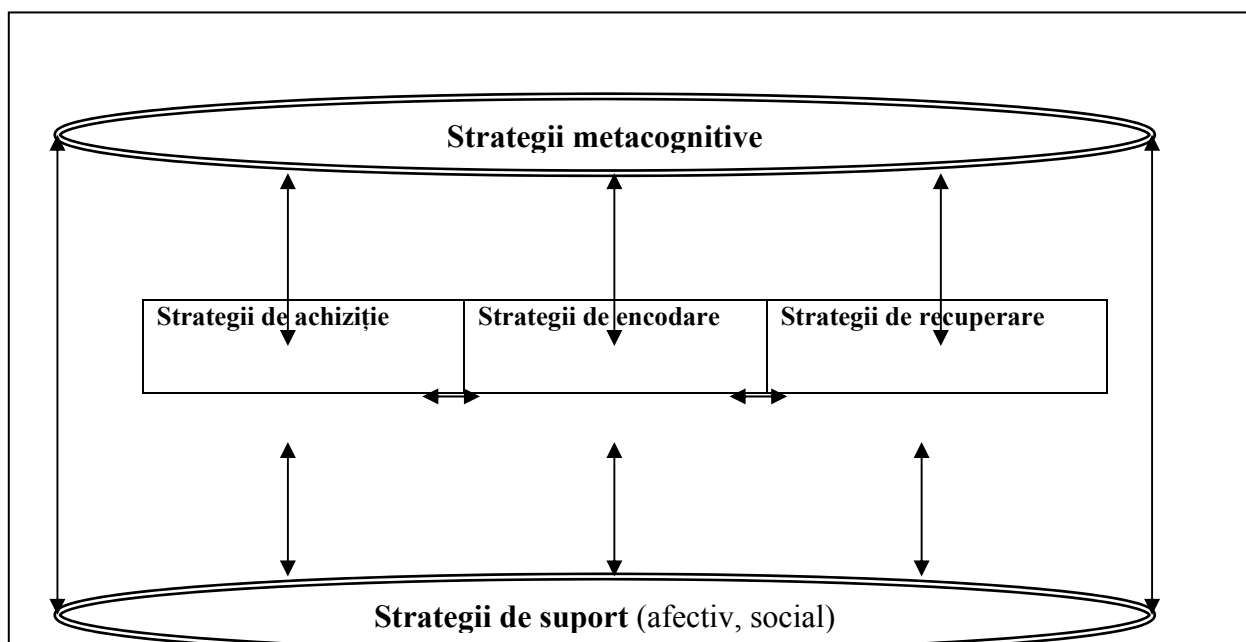 Strategii metacognitive
Strategii de achiziție
Strategii de encodare
Strategii de recuperare
Strategii de suport (afectiv, social)